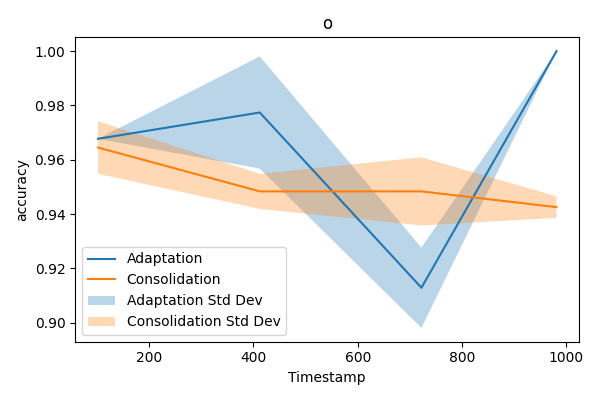 o
1.00
0.98
0.96
0.94
0.92
0.90
accuracy
Adaptation
Consolidation
Adaptation Std Dev
Consolidation Std Dev
200
400
600
800
1000
Timestamp